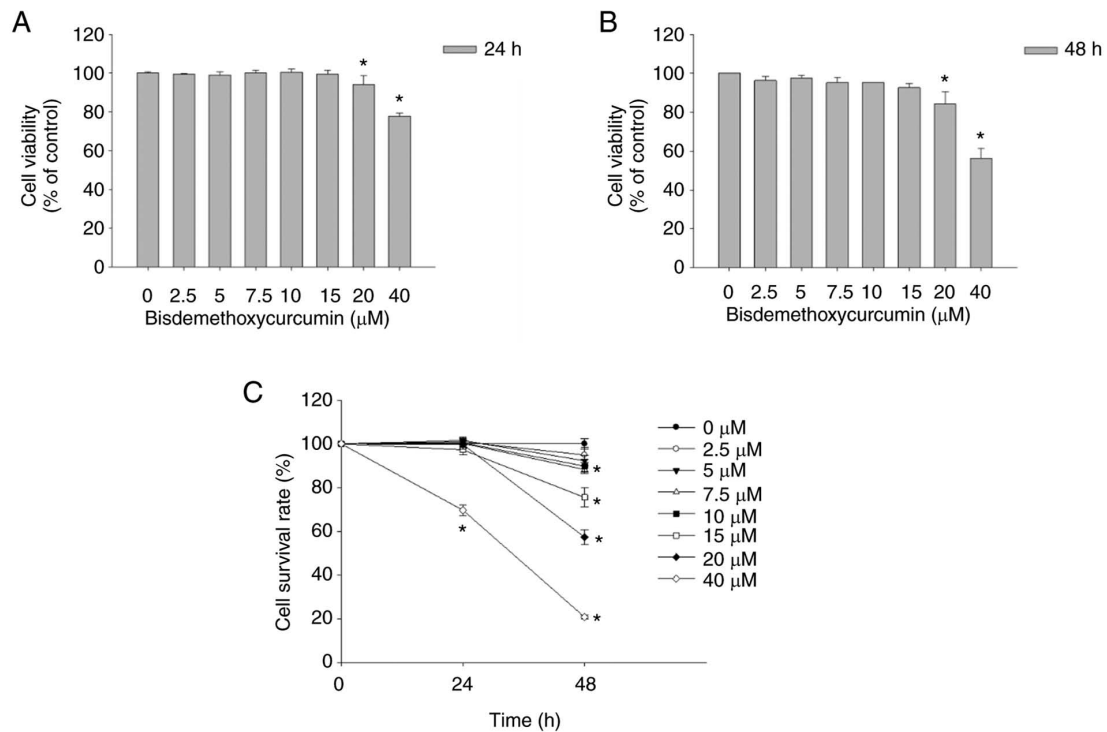 A
120
100
80
60
40
20
0
Cell viability
(% of control)
* *
24 h
0 2.5 5 7.5 10 15 20 40
Bisdemethoxycurcumin (μM)
B
120
100
80
60
40
20
0
Cell viability
(% of control)
* *
48 h
0 2.5 5 7.5 10 15 20 40
Bisdemethoxycurcumin (μM)
C
120
100
80
60
40
20
0
Cell survival rate (%)
*
*
*
*
*
0 24 48
Time (h)
0 μM
2.5 μM
5 μM
7.5 μM
10 μM
15 μM
20 μM
40 μM